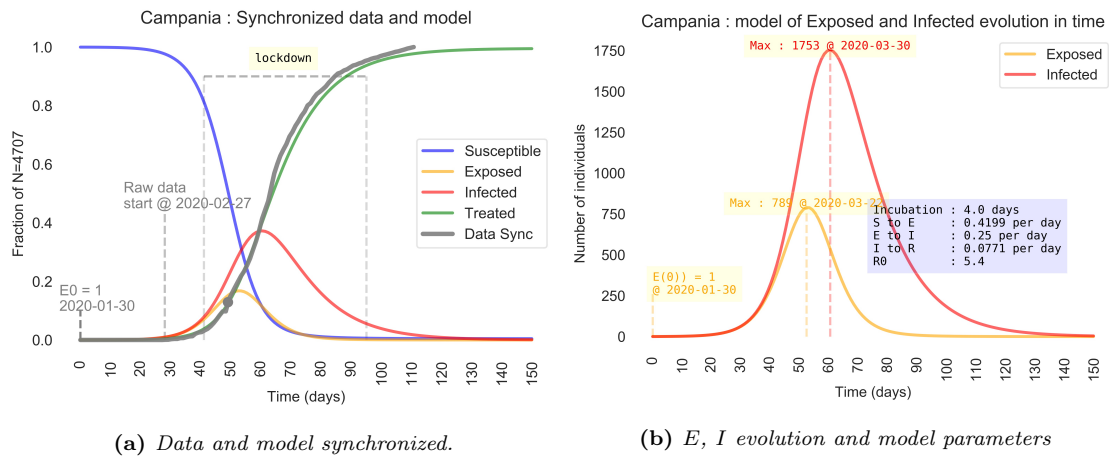 Campania : Synchronized data and model
1.0
0.8
0.6
0.4
0.2
0.0
Fraction of N=4707
lockdown
Raw data
start @ 2020-02-27
E0 = 1
2020-01-30
Susceptible
Exposed
Infected
Treated
Data Sync
0
10
20
30
40
50
60
70
80
90
100
110
120
130
140
150
Time (days)
(a) Data and model synchronized.
Campania : model of Exposed and Infected evolution in time
1750
1500
1250
1000
750
500
250
0
Number of individuals
Max : 1753 @ 2020-03-30
Exposed
Infected
Max : 789 @ 2020-03-22
Incubation : 4.0 days
S to E : 0.4199 per day
E to I : 0.25 per day
I to R : 0.0771 per day
R0 : 5.4
E(0)) = 1
@ 2020-01-30
0
10
20
30
40
50
60
70
80
90
100
110
120
130
140
150
Time (days)
(b) E, I evolution and model parameters